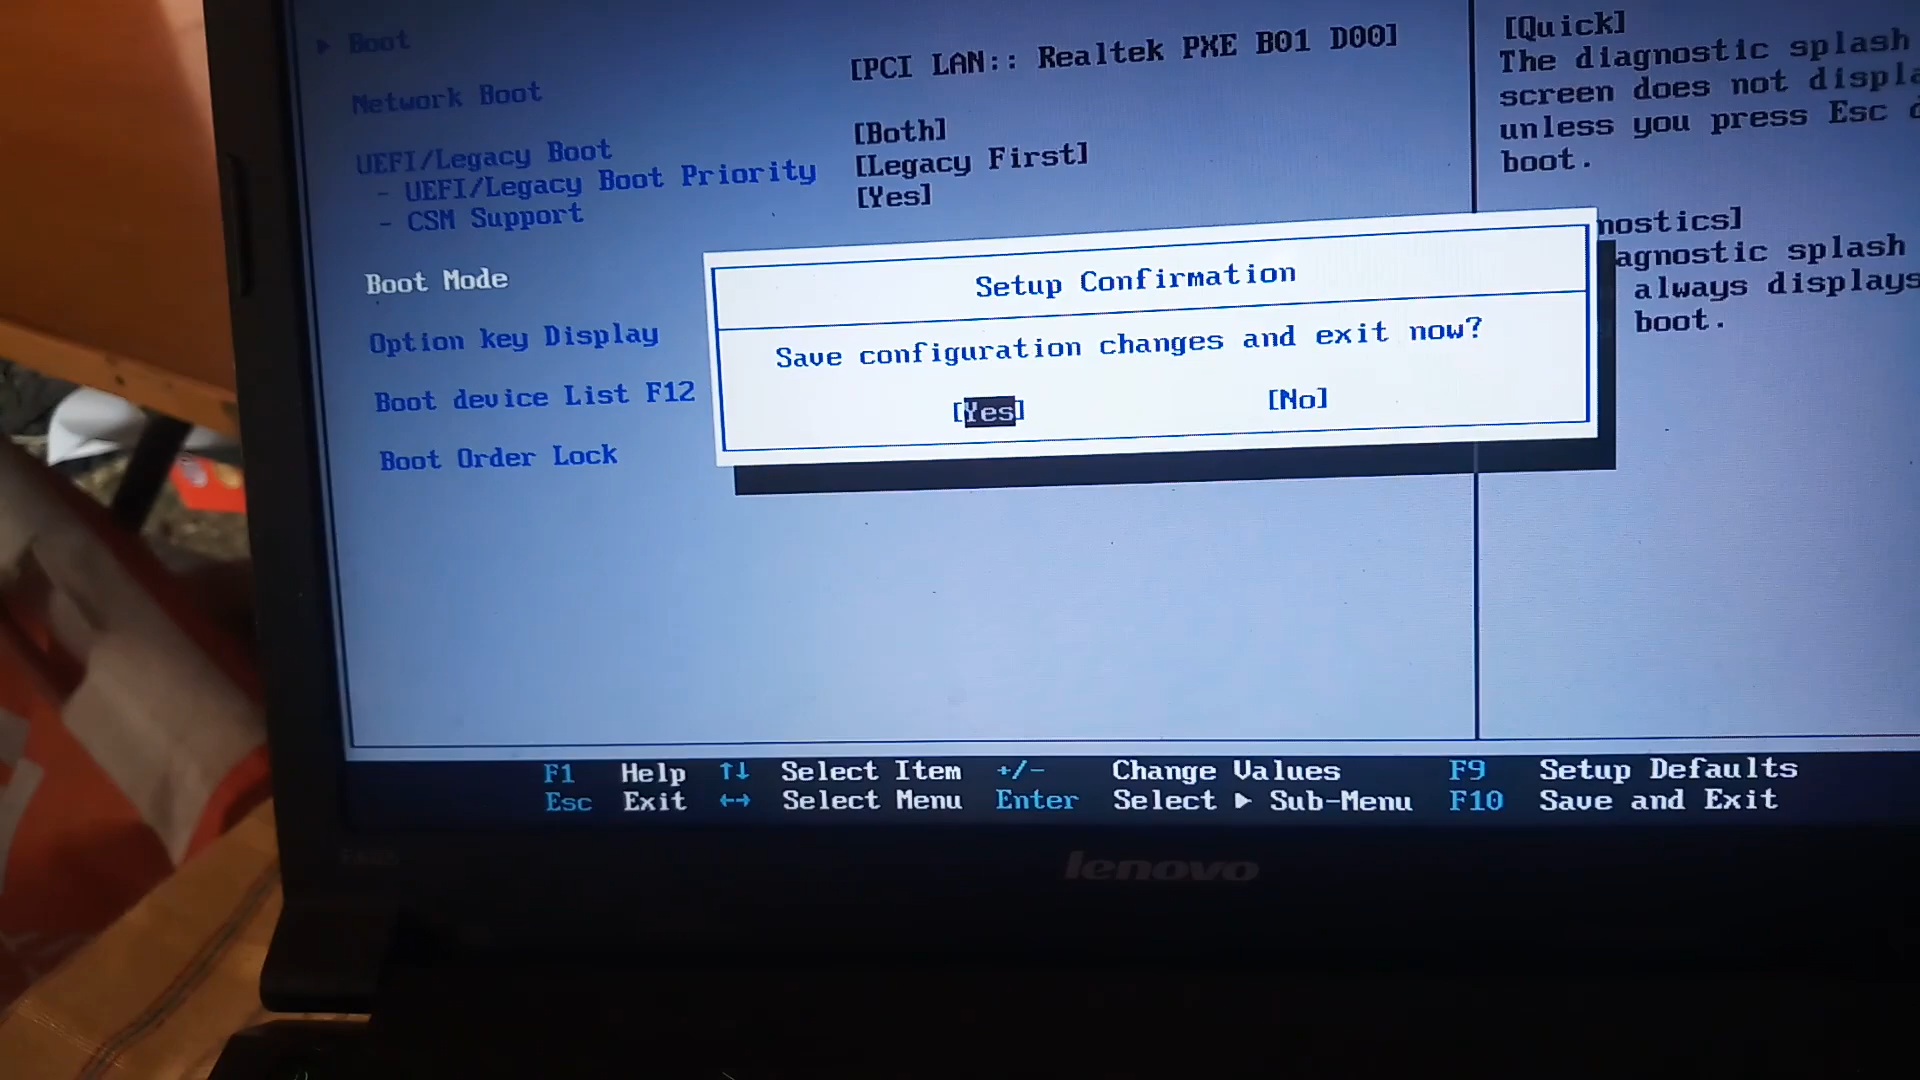 Boot
Network Boot [PCI LAN:: Realtek PXE B01 D00]
UEFI/Legacy Boot [Both]
- UEFI/Legacy Boot Priority [Legacy First]
- CSM Support [Yes]
Boot Mode
Option key Display
Boot device List F12
Boot Order Lock
Setup Confirmation
Save configuration changes and exit now?
[Yes] [No]
[Quick]
The diagnostic splash
screen does not displa
unless you press Esc d
boot.
nostics]
agnostic splash
always displays
boot.
F1 Help ↑↓ Select Item +/- Change Values F9 Setup Defaults
Esc Exit ←→ Select Menu Enter Select ▶ Sub-Menu F10 Save and Exit
lenovo